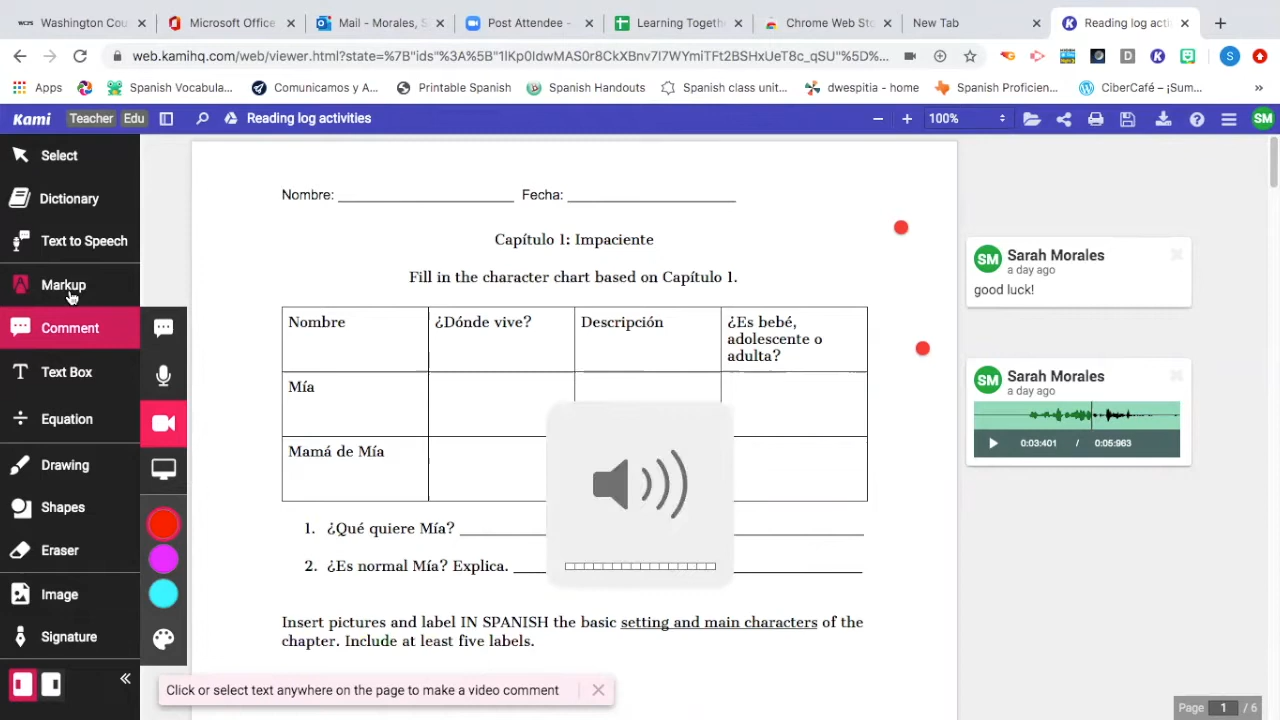 WCPS Washington Cou
Microsoft Office
Mail - Morales, S
Post Attendee -
Learning Togethe
Chrome Web Sto
New Tab
Reading log acti
web.kamihq.com/web/viewer.html?state=%7B"ids"%3A%5B"1lKp0IdwMAS0r8CkXBnv7I7WYmiTFt2BSHxUeT8c_qSU"%5D%...
S
Apps
Spanish Vocabula...
Comunicamos y A...
Printable Spanish
Spanish Handouts
Spanish class unit...
dwespitia - home
Spanish Proficien...
CiberCafé – ¡Sum...
»
Kami Teacher Edu
Reading log activities
100%
SM
Select
Dictionary
Text to Speech
Markup
Comment
Text Box
Equation
Drawing
Shapes
Eraser
Image
Signature
Nombre: Fecha:
Capítulo 1: Impaciente
Fill in the character chart based on Capítulo 1.
Nombre
¿Dónde vive?
Descripción
¿Es bebé,
adolescente o
adulta?
Mía
Mamá de Mía
1. ¿Qué quiere Mía?
2. ¿Es normal Mía? Explica.
Insert pictures and label IN SPANISH the basic setting and main characters of the
chapter. Include at least five labels.
Click or select text anywhere on the page to make a video comment
SM Sarah Morales
a day ago
good luck!
SM Sarah Morales
a day ago
0:03:401 / 0:05:963
Page 1 / 6